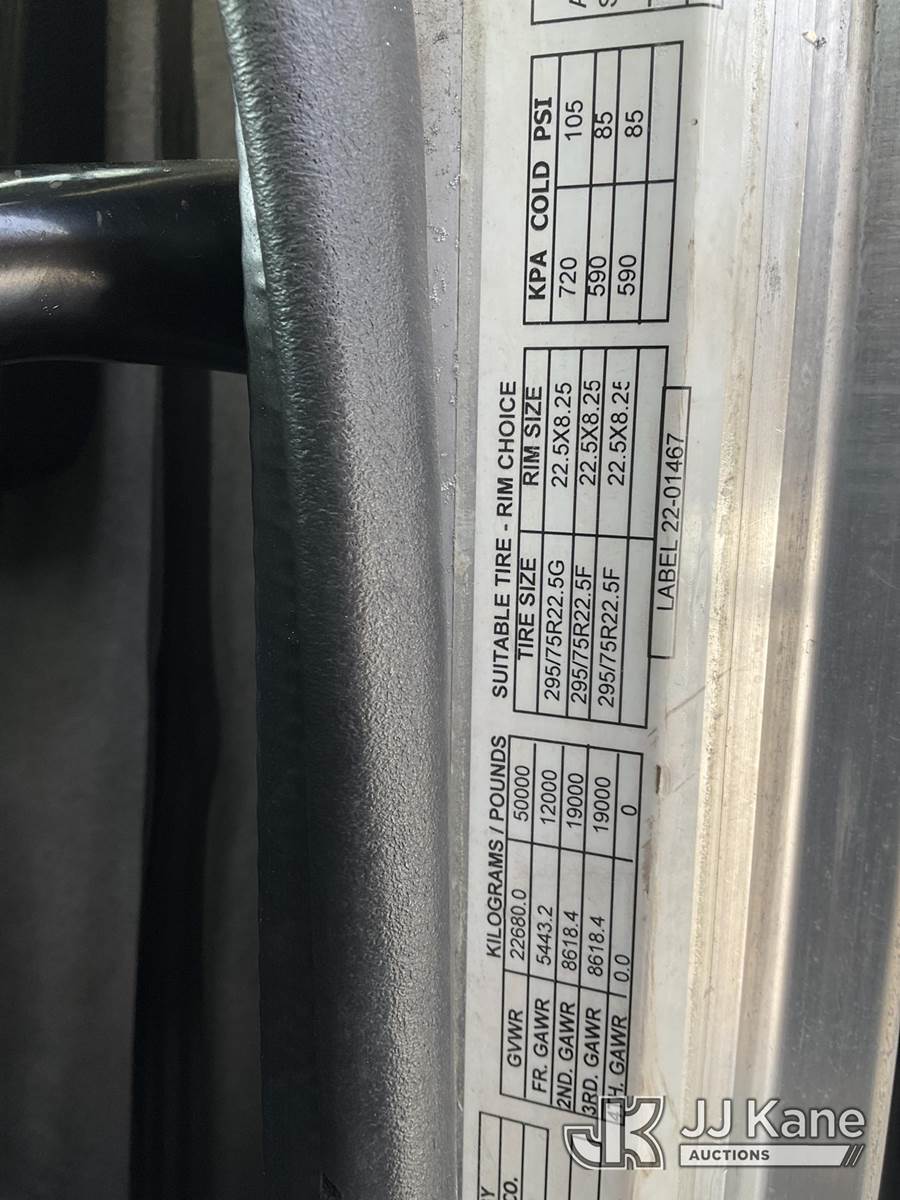 Y
CO.
KILOGRAMS / POUNDS
GVWR 22680.0 50000
FR. GAWR 5443.2 12000
2ND. GAWR 8618.4 19000
3RD. GAWR 8618.4 19000
4TH. GAWR 0.0 0
SUITABLE TIRE - RIM CHOICE
TIRE SIZE RIM SIZE
295/75R22.5G 22.5X8.25
295/75R22.5F 22.5X8.25
295/75R22.5F 22.5X8.25
LABEL 22-01467
KPA COLD PSI
720 105
590 85
590 85
A
S
JK JJ Kane
AUCTIONS